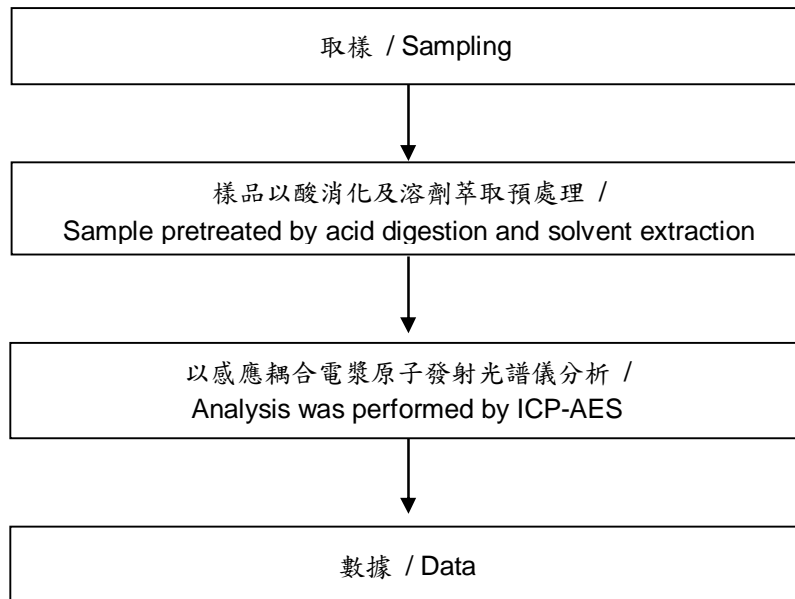 取樣 / Sampling
樣品以酸消化及溶劑萃取預處理 /
Sample pretreated by acid digestion and solvent extraction
以感應耦合電漿原子發射光譜儀分析 /
Analysis was performed by ICP-AES
數據 / Data